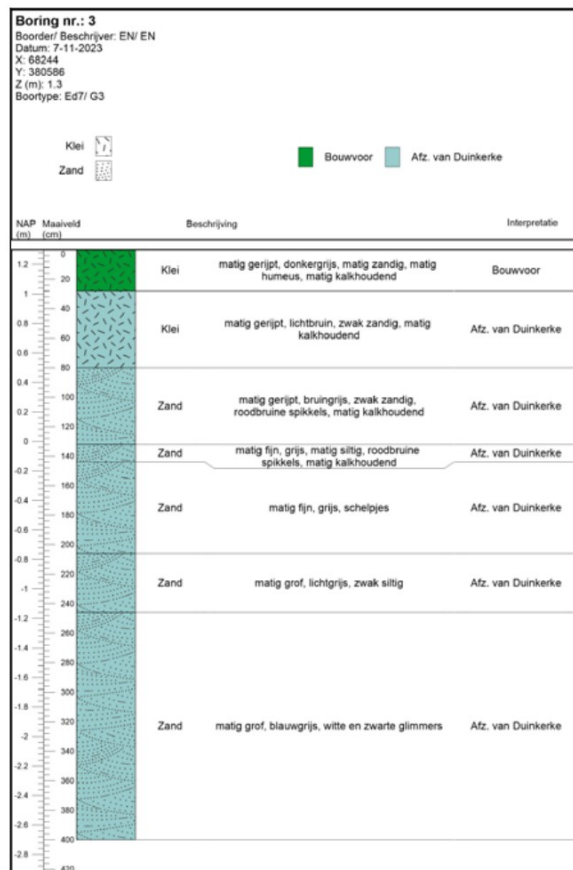 Boring nr.: 3
Boorder/ Beschrijver: EN/ EN
Datum: 7-11-2023
X: 68244
Y: 380586
Z (m): 1.3
Boortype: Ed7/ G3
Klei
Zand
Bouwvoor
Afz. van Duinkerke
NAP Maaiveld Beschrijving Interpretatie
(m) (cm)
0
1.2
20
Klei matig gerijpt, donkergrijs, matig zandig, matig
humeus, matig kalkhoudend
Bouwvoor
1
40
0.8
60
0.6
80
Klei matig gerijpt, lichtbruin, zwak zandig, matig
kalkhoudend
Afz. van Duinkerke
0.4
100
0.2
120
0
Zand matig gerijpt, bruingrijs, zwak zandig,
roodbruine spikkels, matig kalkhoudend
Afz. van Duinkerke
140
-0.2
Zand matig fijn, grijs, matig siltig, roodbruine
spikkels, matig kalkhoudend
Afz. van Duinkerke
160
-0.4
180
-0.6
200
-0.8
Zand matig fijn, grijs, schelpjes Afz. van Duinkerke
220
-1
240
-1.2
Zand matig grof, lichtgrijs, zwak siltig Afz. van Duinkerke
260
-1.4
280
-1.6
300
-1.8
320
-2
Zand matig grof, blauwgrijs, witte en zwarte glimmers Afz. van Duinkerke
340
-2.2
360
-2.4
380
-2.6
400
-2.8
420